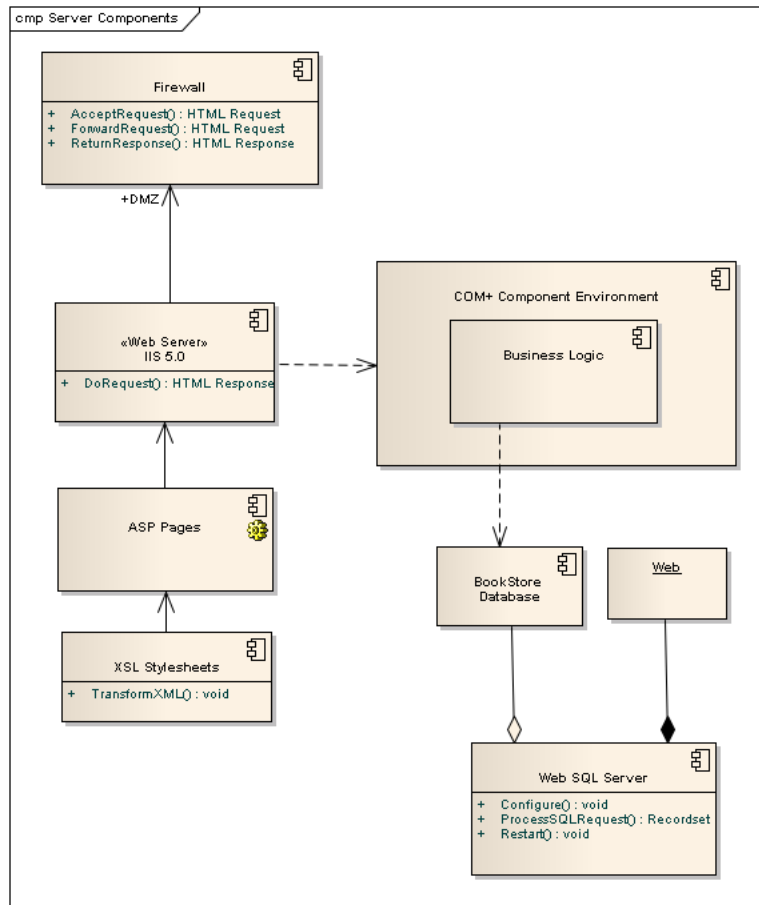 cmp Server Components
Firewall
+ AcceptRequest() : HTML Request
+ ForwardRequest() : HTML Request
+ ReturnResponse() : HTML Response
+DMZ
«Web Server»
IIS 5.0
+ DoRequest() : HTML Response
COM+ Component Environment
Business Logic
ASP Pages
BookStore
Database
Web
XSL Stylesheets
+ TransformXML() : void
Web SQL Server
+ Configure() : void
+ ProcessSQLRequest() : Recordset
+ Restart() : void